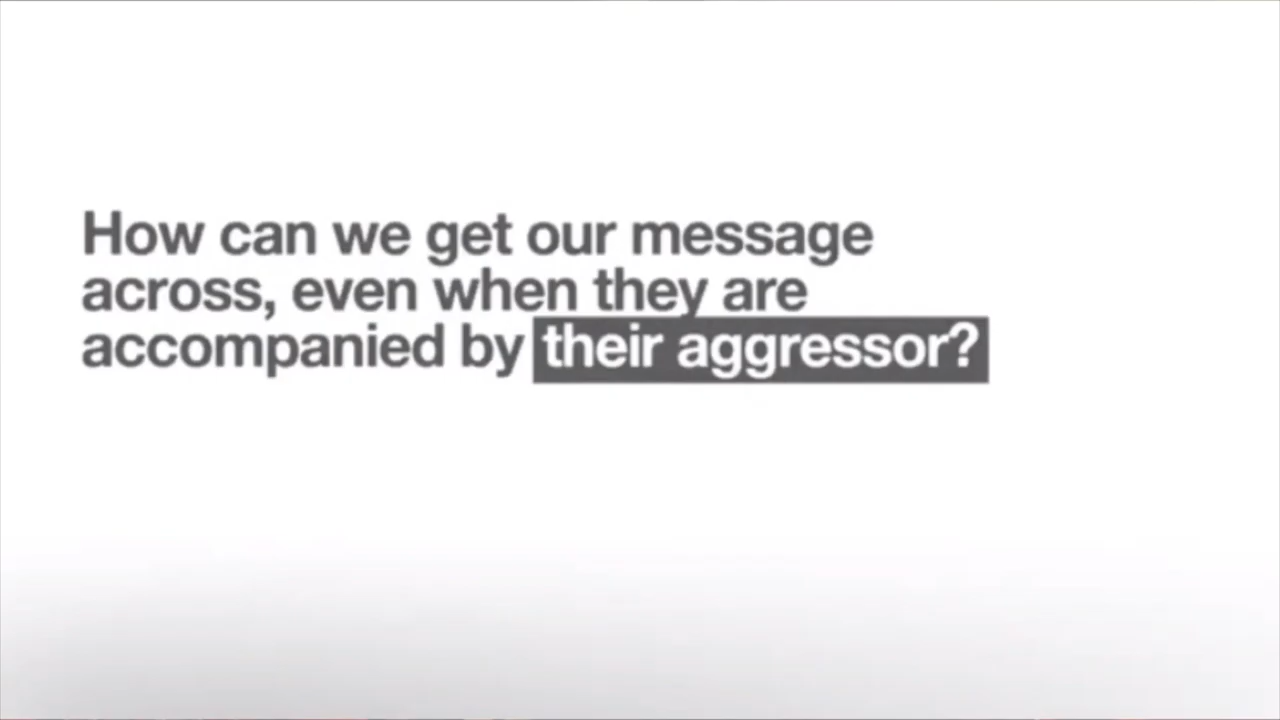 How can we get our message
across, even when they are
accompanied by their aggressor?